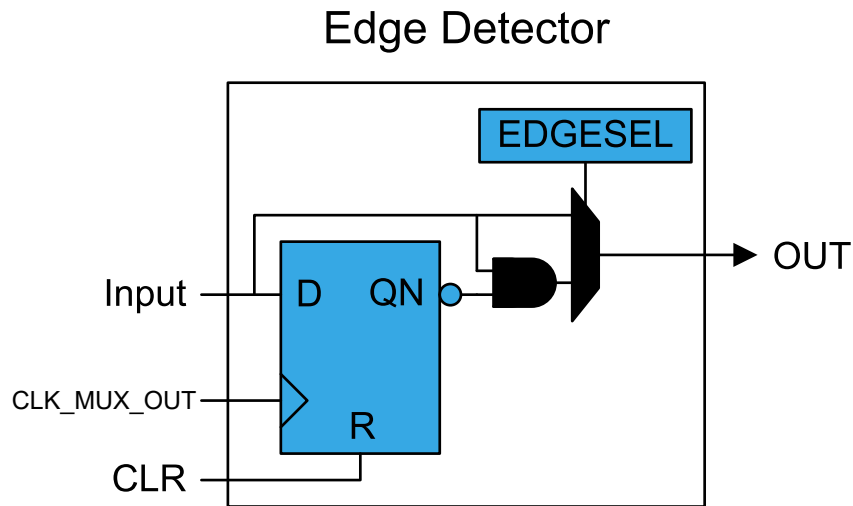 Edge Detector
EDGESEL
OUT
Input
D
QN
CLK_MUX_OUT
R
CLR